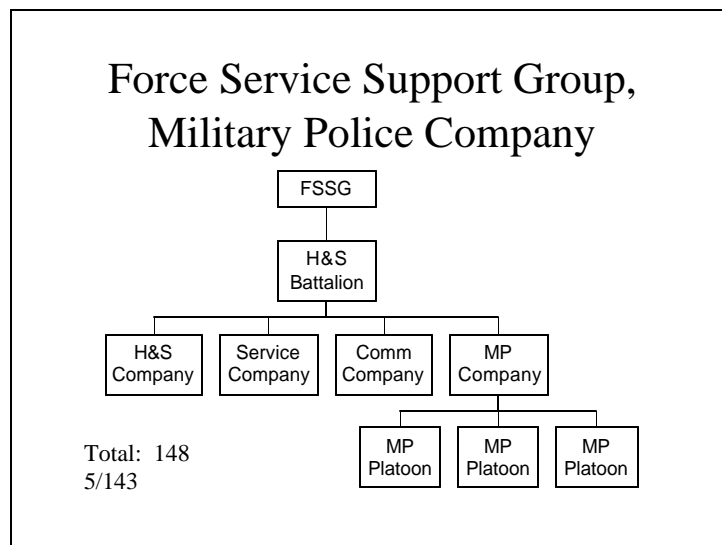 Force Service Support Group,
Military Police Company
FSSG
H&S
Battalion
H&S
Company
Service
Company
Comm
Company
MP
Company
MP
Platoon
MP
Platoon
MP
Platoon
Total: 148
5/143